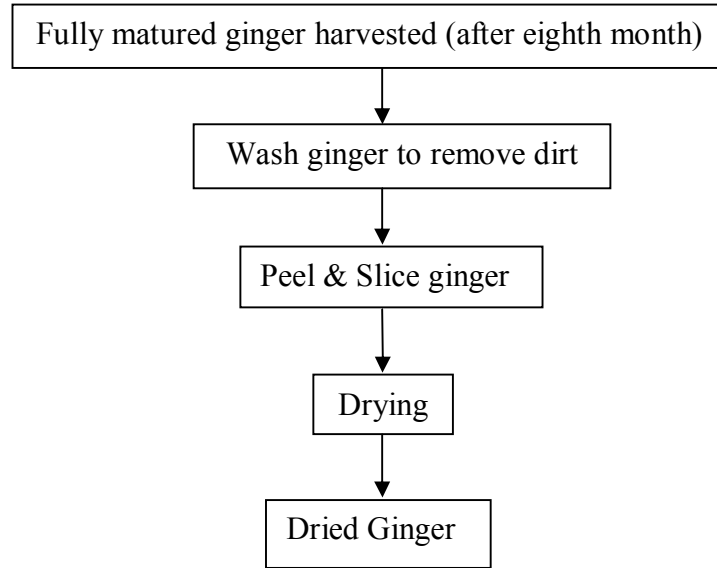 Fully matured ginger harvested (after eighth month)
Wash ginger to remove dirt
Peel & Slice ginger
Drying
Dried Ginger